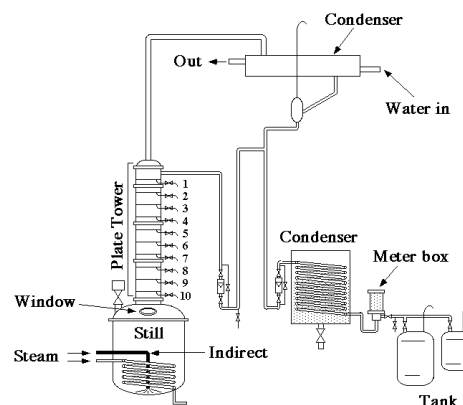 Condenser
Out
Water in
1
2
3
4
5
6
7
8
9
10
Plate Tower
Condenser
Meter box
Window
Still
Steam
Indirect
Tank